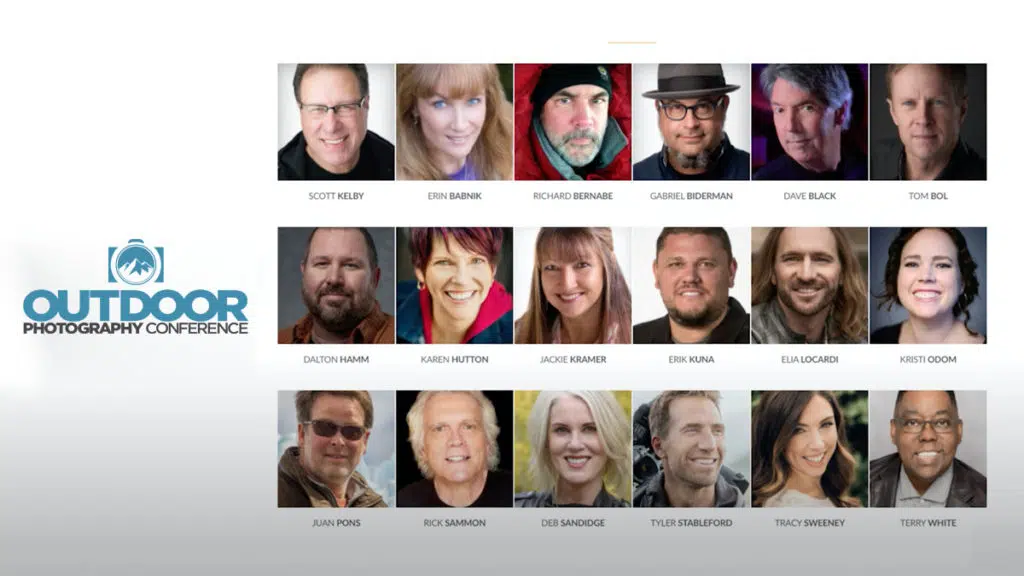 SCOTT KELBY
ERIN BABNIK
RICHARD BERNABE
GABRIEL BIDERMAN
DAVE BLACK
TOM BOL
OUTDOOR
PHOTOGRAPHY CONFERENCE
DALTON HAMM
KAREN HUTTON
JACKIE KRAMER
ERIK KUNA
ELIA LOCARDI
KRISTI ODOM
JUAN PONS
RICK SAMMON
DEB SANDIDGE
TYLER STABLEFORD
TRACY SWEENEY
TERRY WHITE